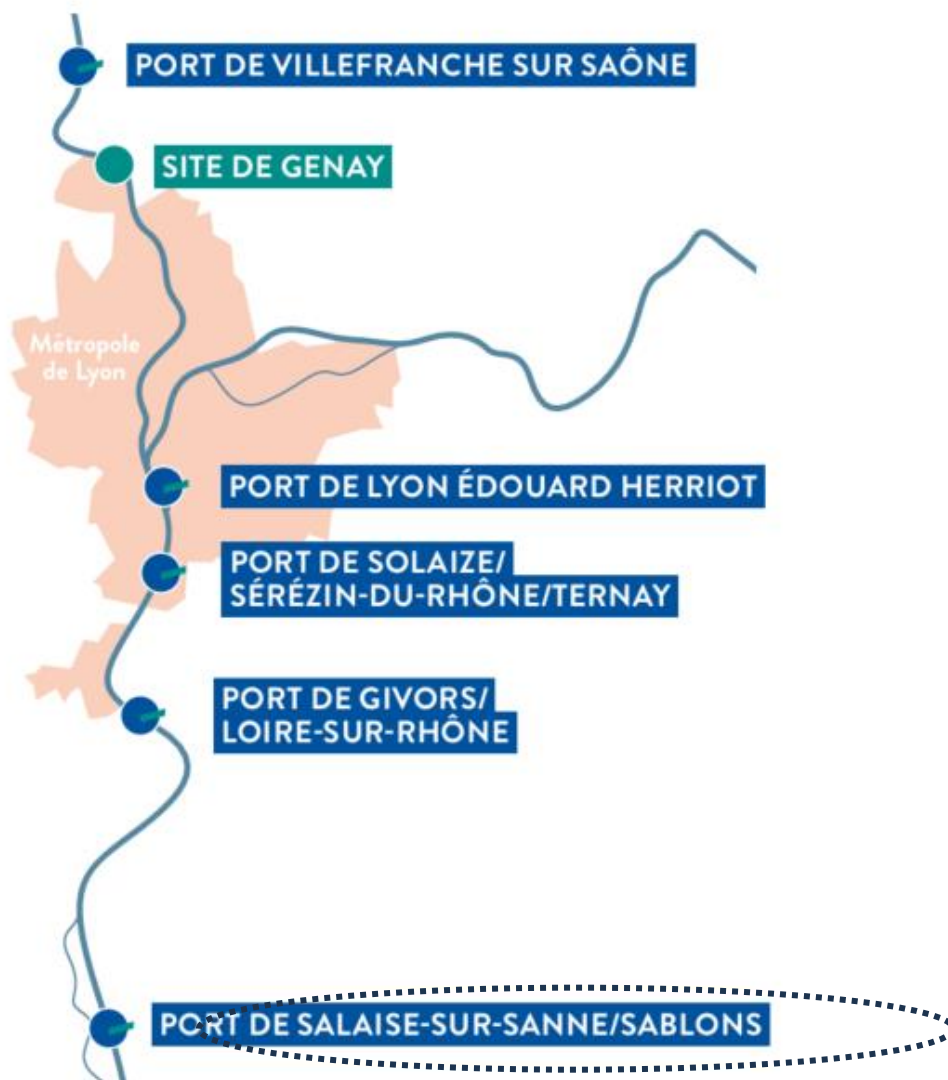 PORT DE VILLEFRANCHE SUR SAÔNE
SITE DE GENAY
Métropole
de Lyon
PORT DE LYON ÉDOUARD HERRIOT
PORT DE SOLAIZE/
SÉRÉZIN-DU-RHÔNE/TERNAY
PORT DE GIVORS/
LOIRE-SUR-RHÔNE
PORT DE SALAISE-SUR-SANNE/SABLONS